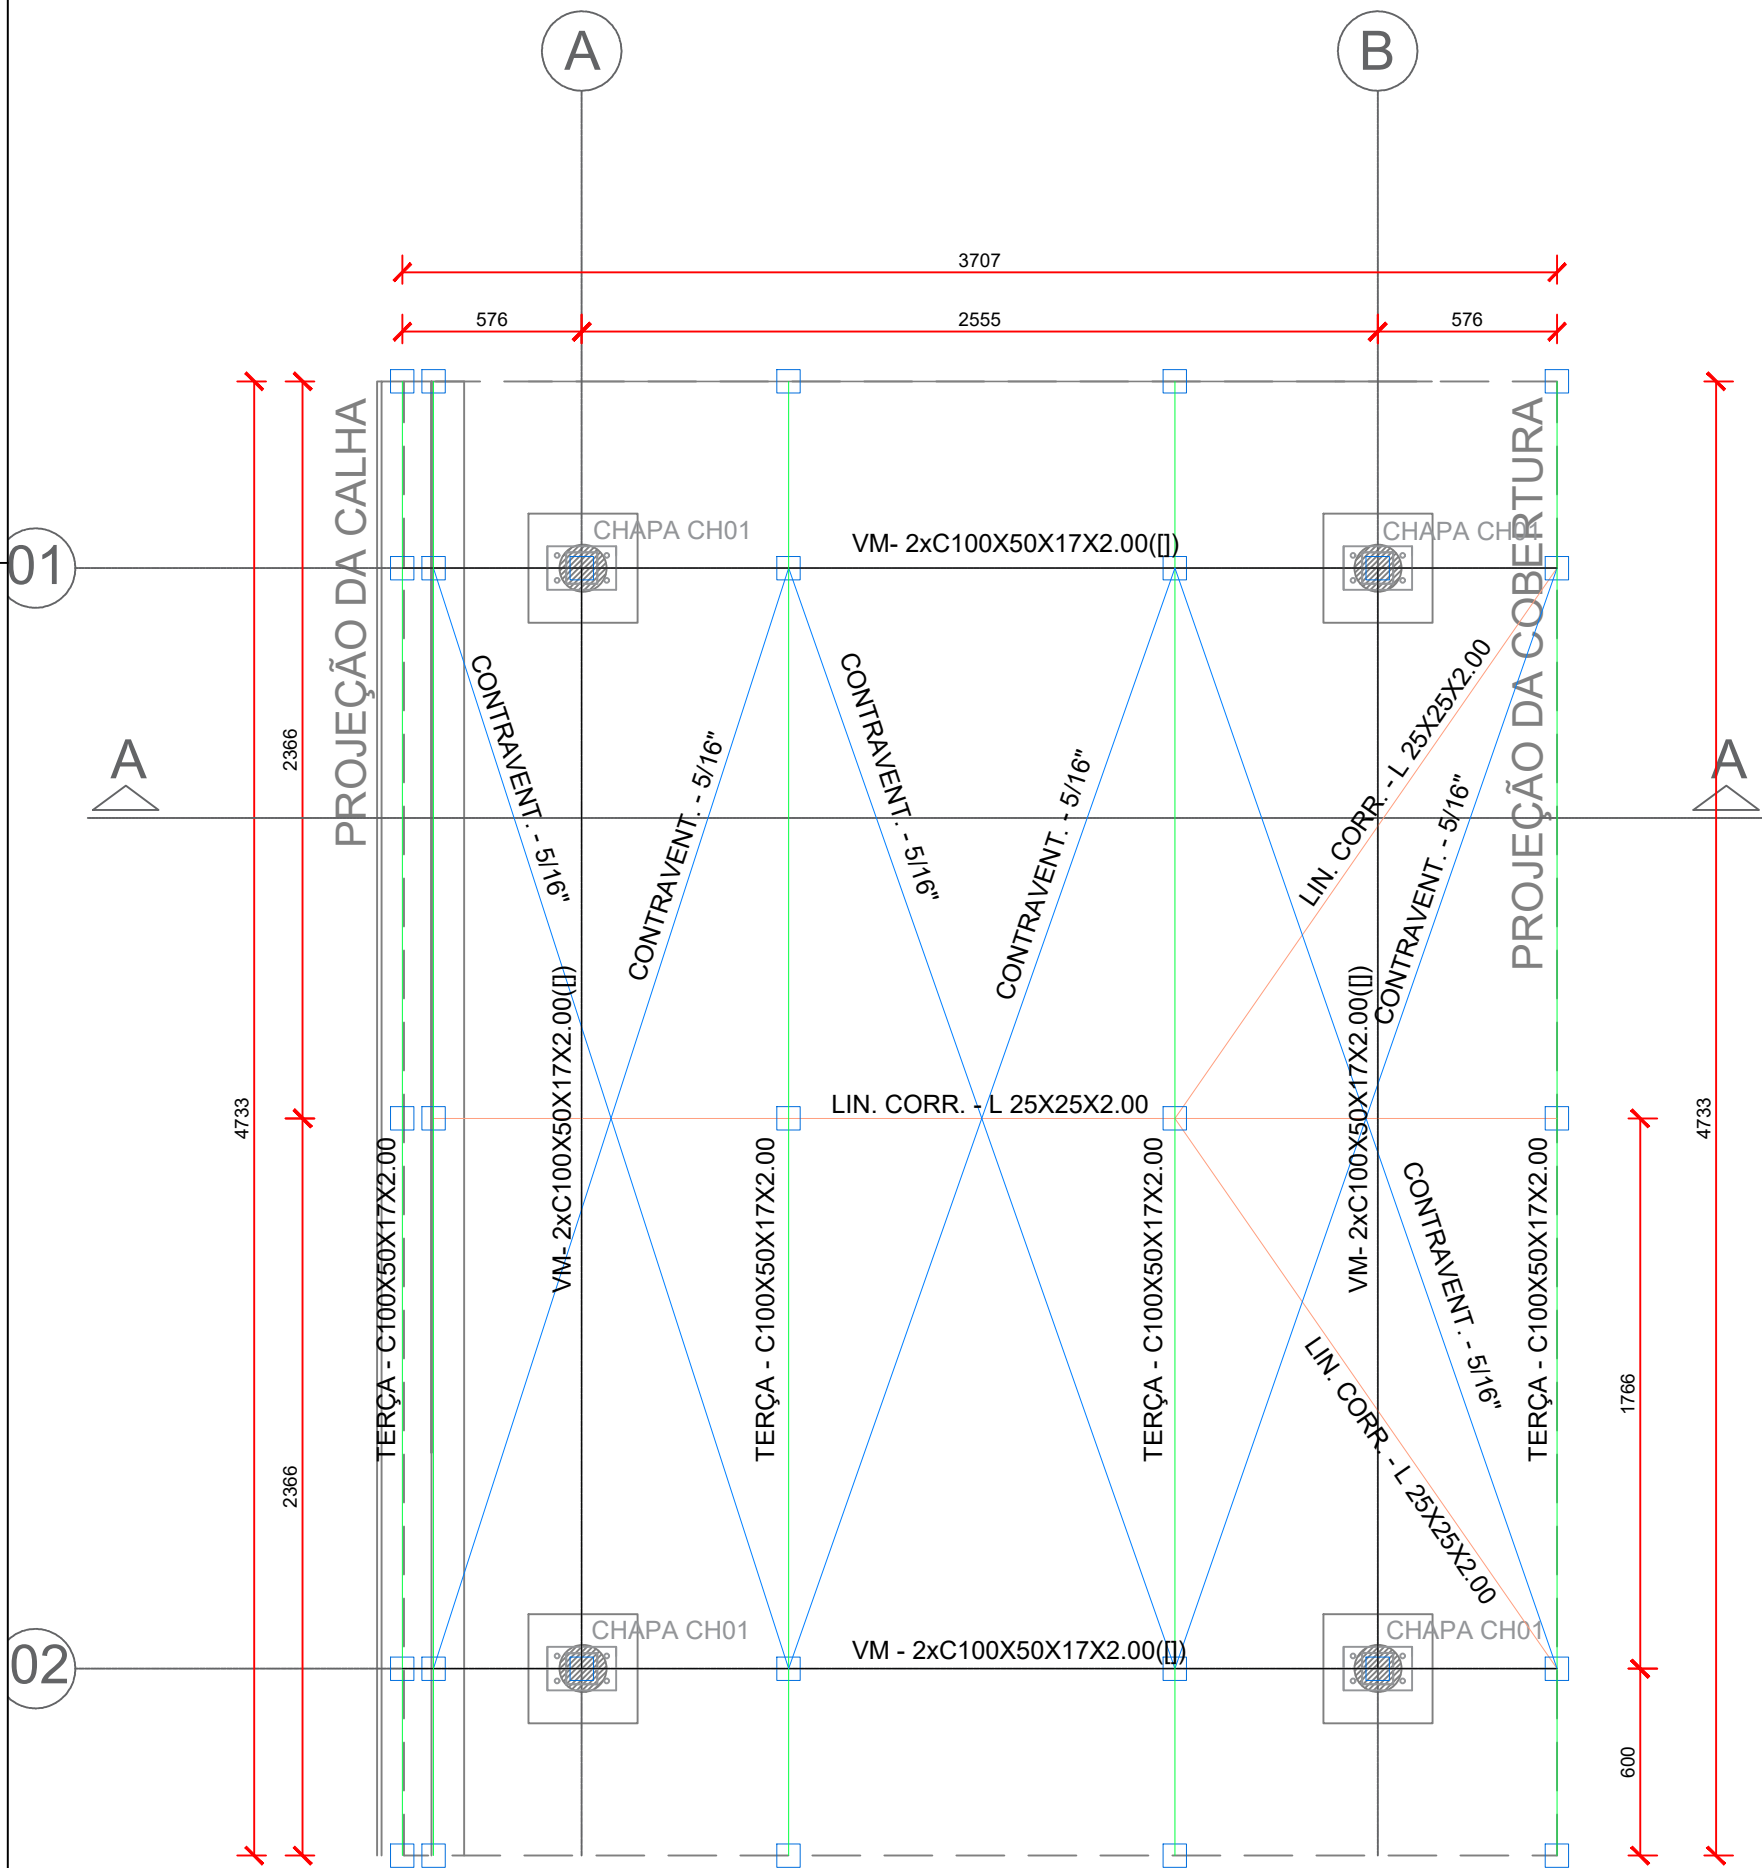 A
B
3707
576
2555
576
PROJEÇÃO DA CALHA
PROJEÇÃO DA COBERTURA
CHAPA CH01
CHAPA CH01
01
VM- 2xC100X50X17X2.00([])
CONTRAVENT. - 5/16"
CONTRAVENT. - 5/16"
CONTRAVENT. - 5/16"
CONTRAVENT. - 5/16"
LIN. CORR. - L 25X25X2.00
CONTRAVENT. - 5/16"
2366
A
A
VM- 2xC100X50X17X2.00([])
VM- 2xC100X50X17X2.00([])
4733
LIN. CORR. - L 25X25X2.00
4733
TERÇA - C100X50X17X2.00
TERÇA - C100X50X17X2.00
TERÇA - C100X50X17X2.00
TERÇA - C100X50X17X2.00
CONTRAVENT. - 5/16"
LIN. CORR. - L 25X25X2.00
1766
2366
CHAPA CH01
CHAPA CH01
02
VM - 2xC100X50X17X2.00([])
600